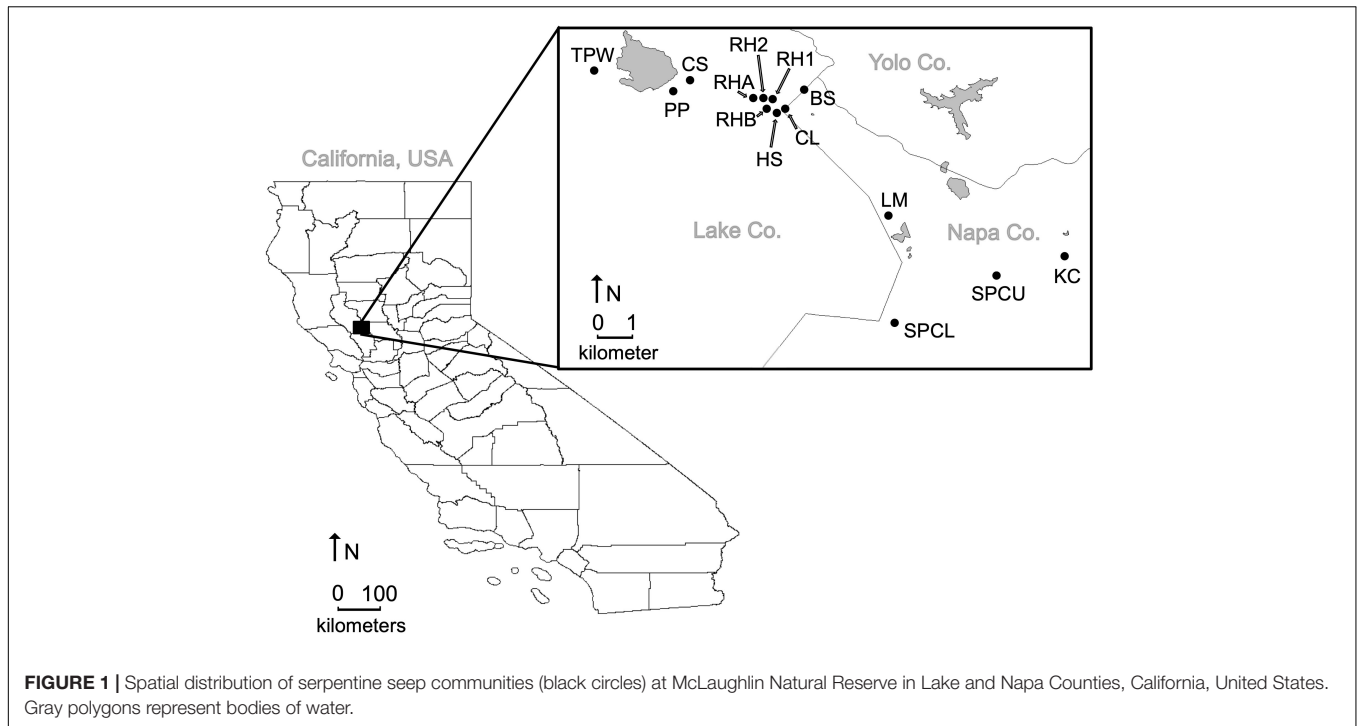 California, USA
TPW
CS
PP
RH2
RH1
RHA
RHB
HS
CL
BS
Yolo Co.
Lake Co.
LM
Napa Co.
KC
SPCU
SPCL
N
0 1
kilometer
N
0 100
kilometers
FIGURE 1 | Spatial distribution of serpentine seep communities (black circles) at McLaughlin Natural Reserve in Lake and Napa Counties, California, United States.
Gray polygons represent bodies of water.